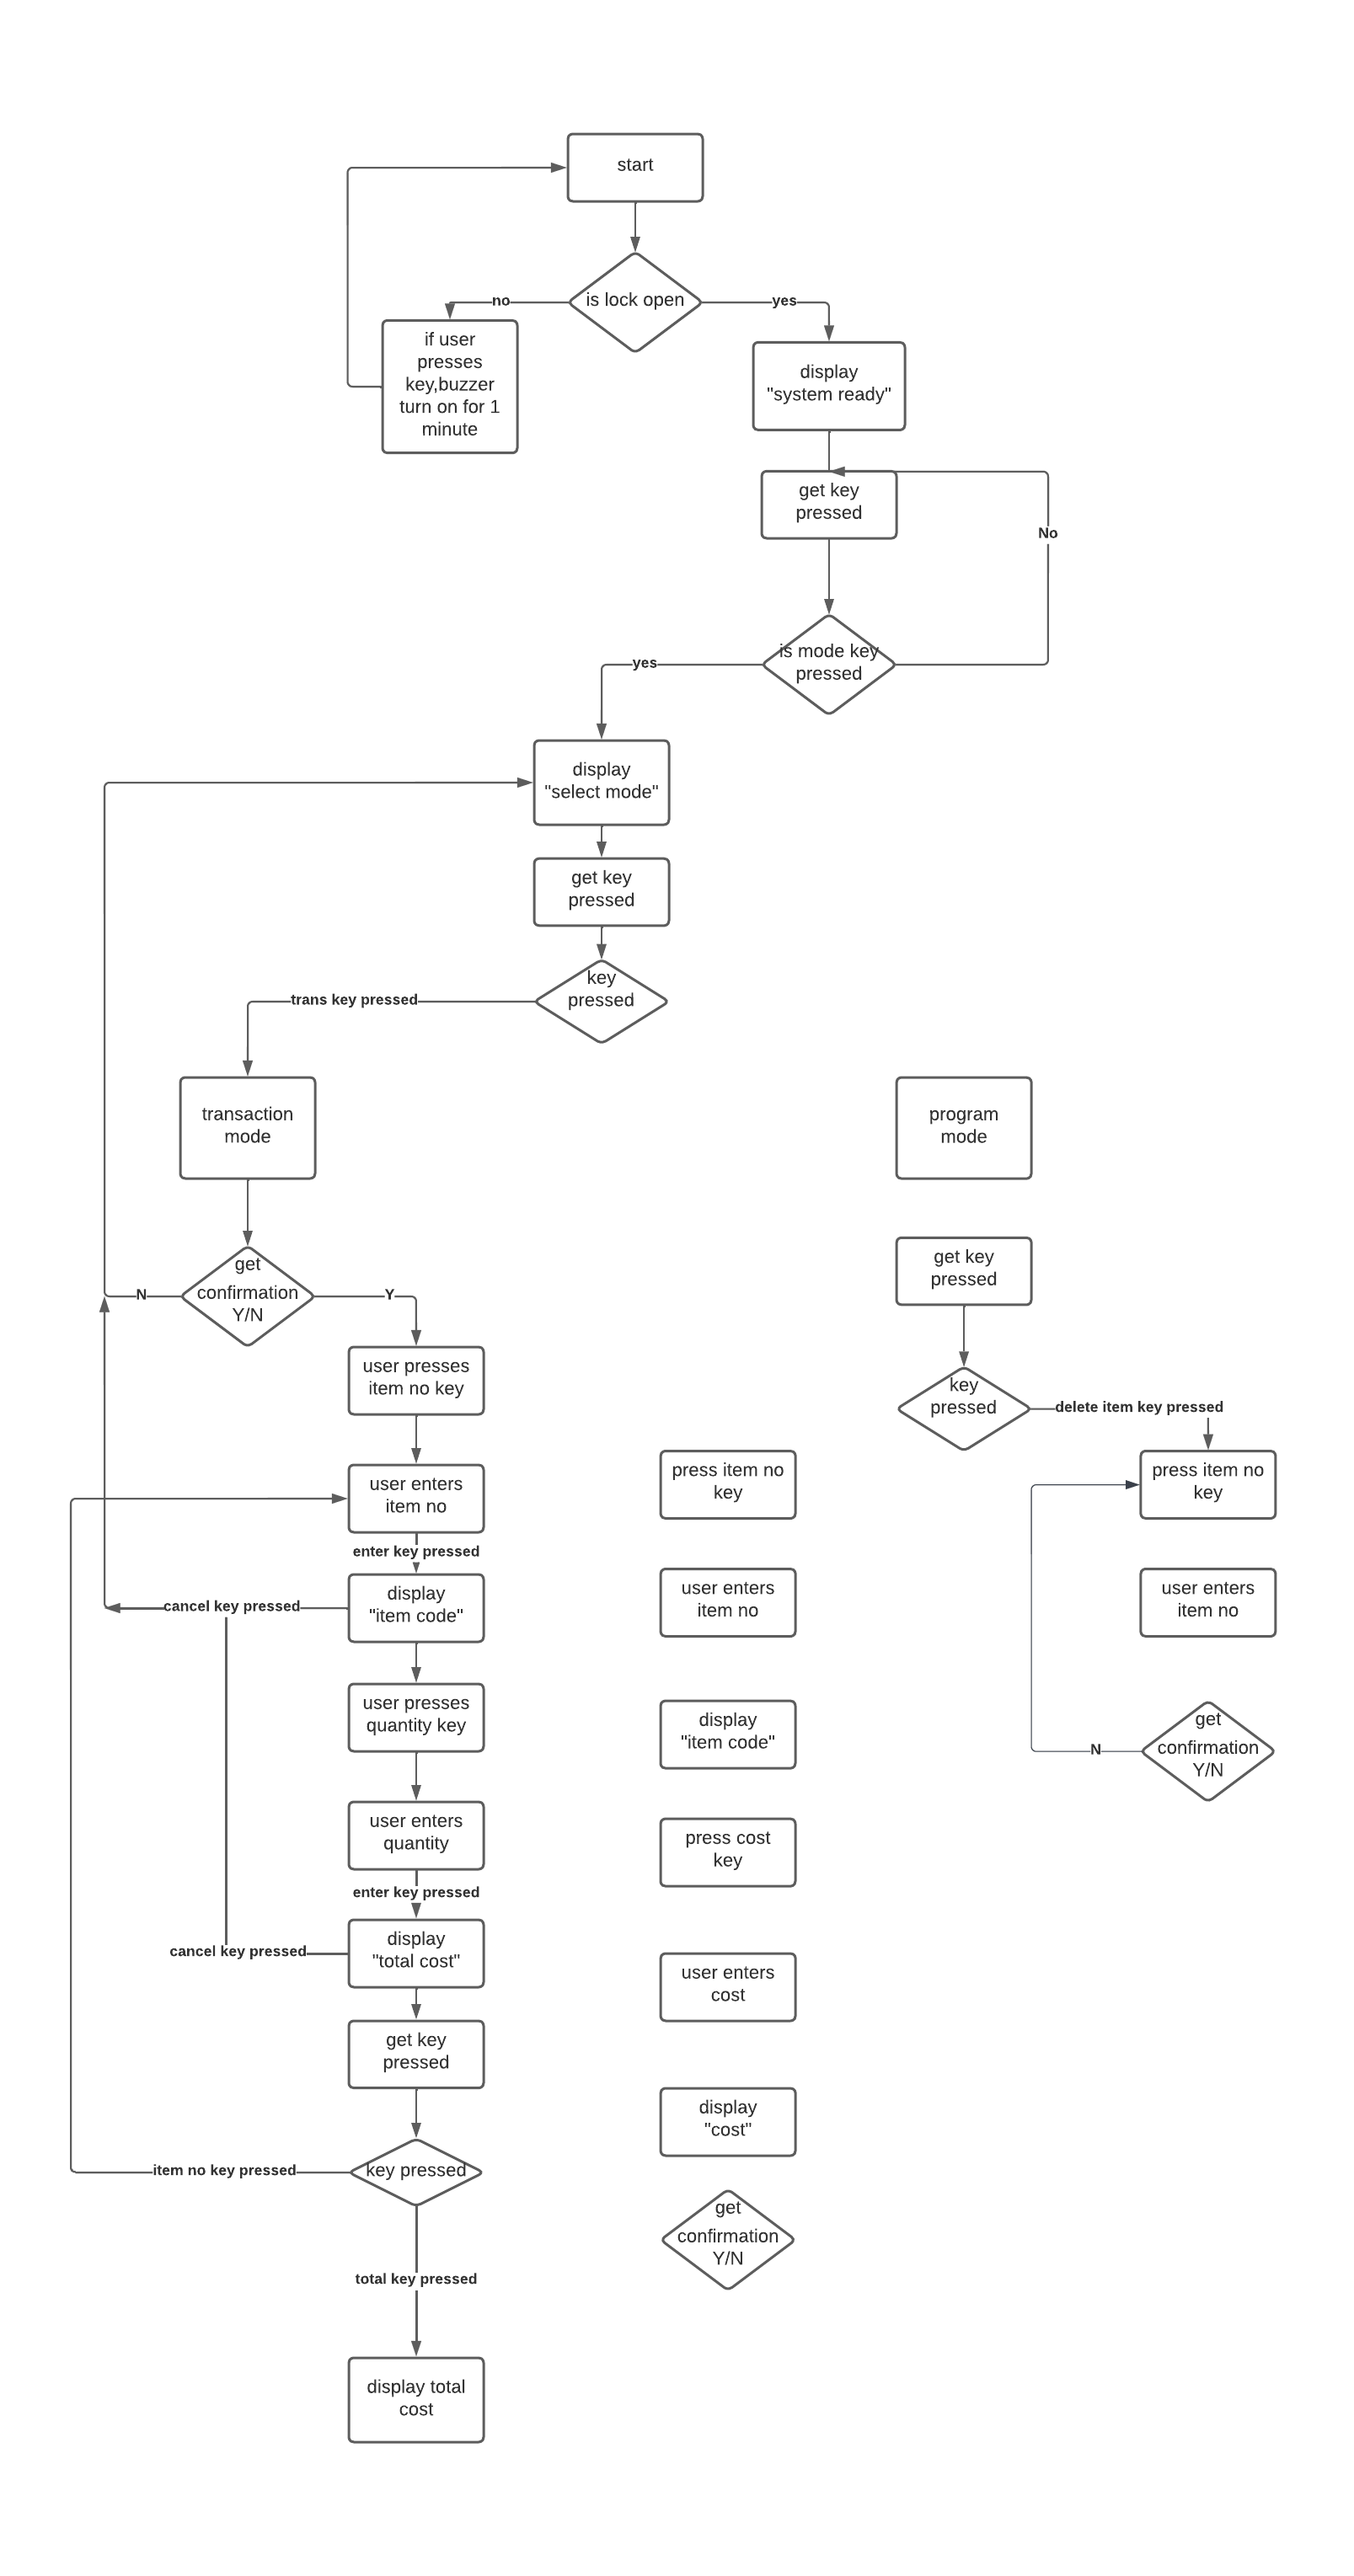 start
is lock open
no
yes
if user
presses
key,buzzer
turn on for 1
minute
display
"system ready"
get key
pressed
No
is mode key
pressed
yes
display
"select mode"
get key
pressed
key
pressed
trans key pressed
transaction
mode
get
confirmation
Y/N
N
Y
user presses
item no key
user enters
item no
enter key pressed
display
"item code"
cancel key pressed
user presses
quantity key
user enters
quantity
enter key pressed
display
"total cost"
cancel key pressed
get key
pressed
key pressed
item no key pressed
total key pressed
display total
cost
program
mode
get key
pressed
key
pressed
delete item key pressed
press item no
key
user enters
item no
display
"item code"
press cost
key
user enters
cost
display
"cost"
get
confirmation
Y/N
press item no
key
user enters
item no
get
confirmation
Y/N
N